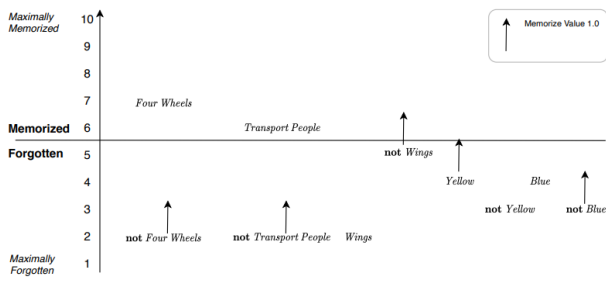 Maximally
Memorized
10
9
8
7
Four Wheels
Memorized
6
Transport People
Forgotten
5
not Wings
4
Yellow
Blue
3
not Yellow
not Blue
2
not Four Wheels
not Transport People
Wings
Maximally
Forgotten
1
Memorize Value 1.0